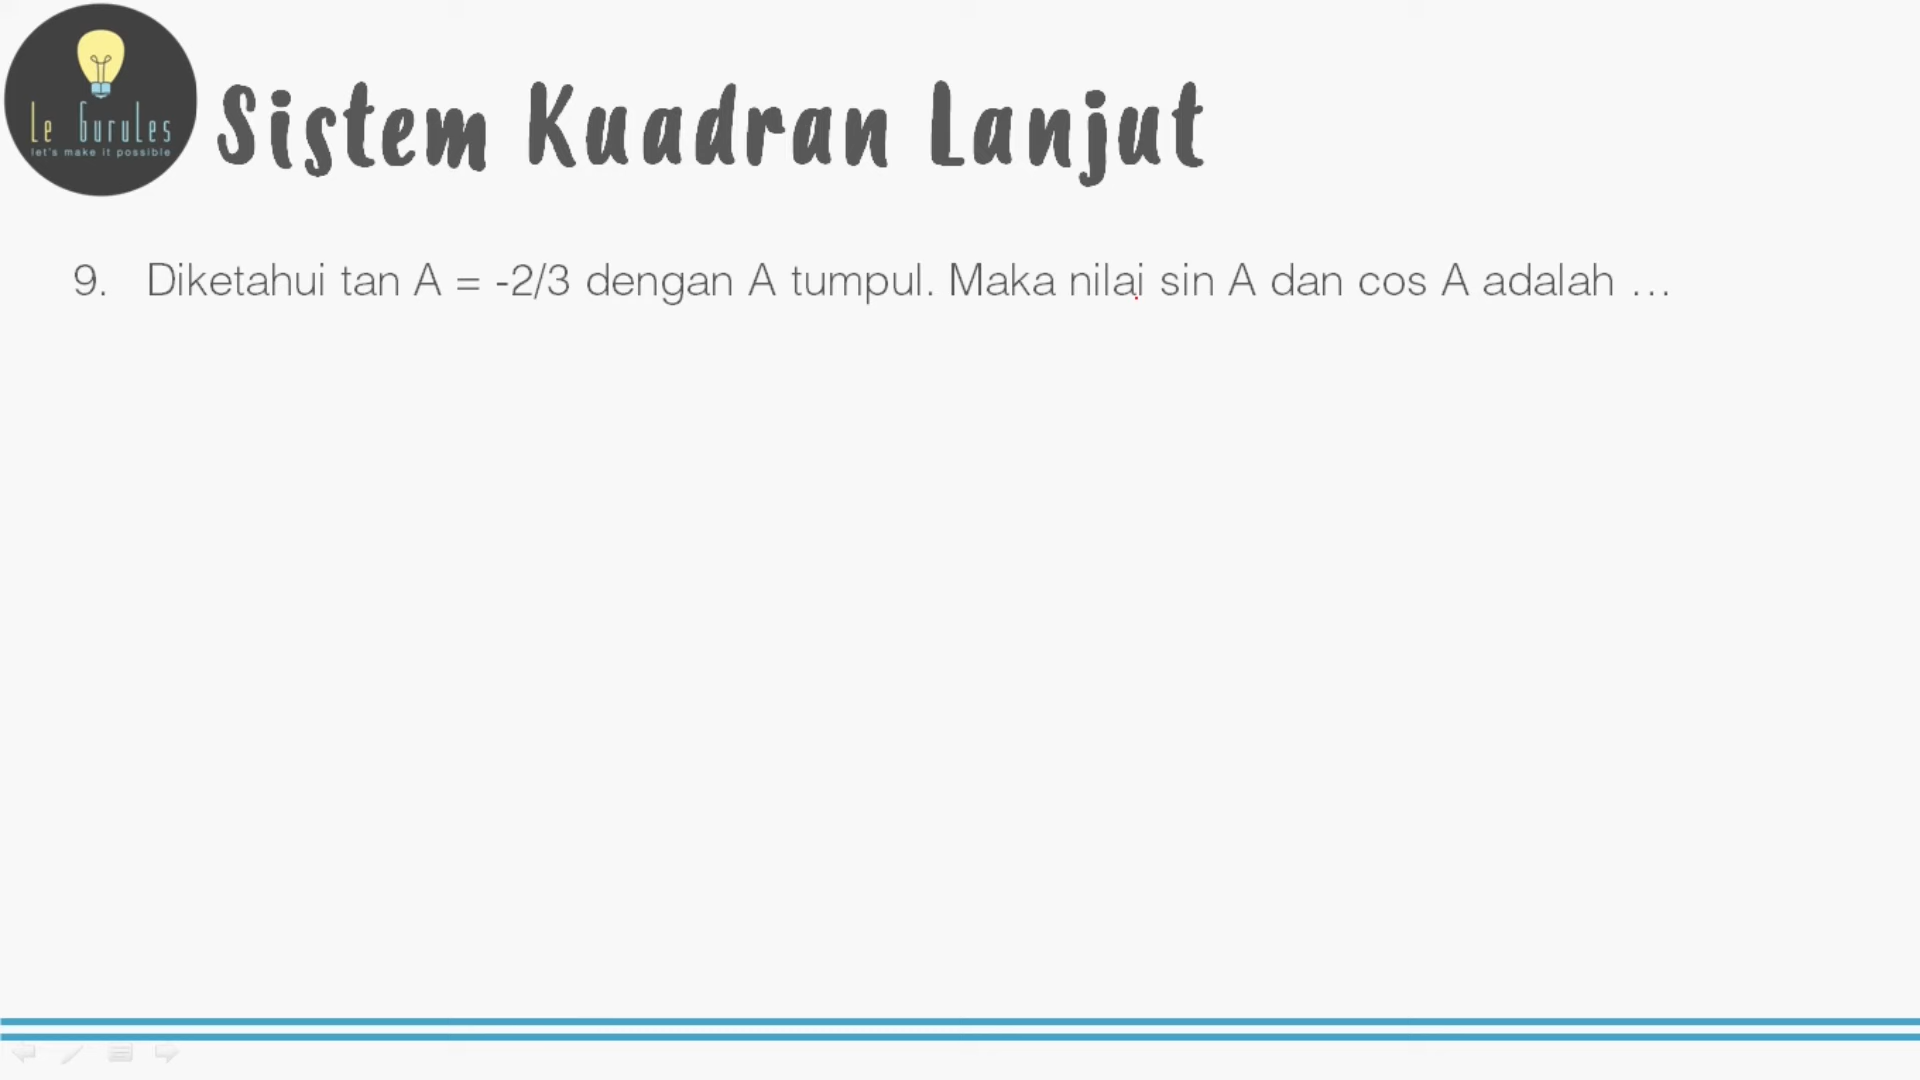 Le Gurules
let's make it possible
Sistem Kuadran Lanjut
9. Diketahui tan A = -2/3 dengan A tumpul. Maka nilai sin A dan cos A adalah …